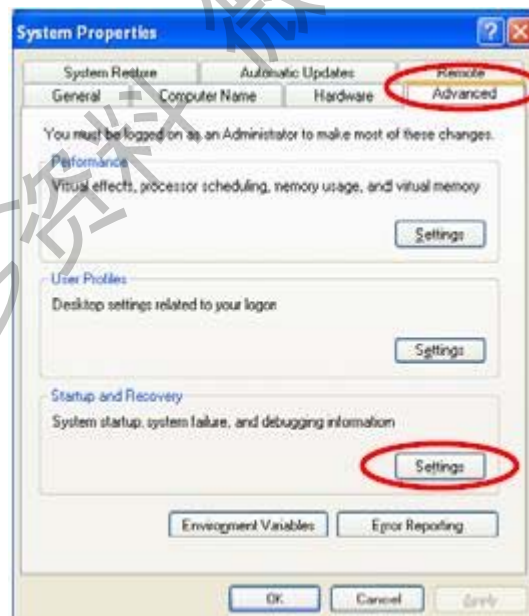 System Properties
System Restore Automatic Updates Remote
General Computer Name Hardware Advanced
You must be logged on as an Administrator to make most of these changes.
Performance
Visual effects, processor scheduling, memory usage, and virtual memory
Settings
User Profiles
Desktop settings related to your logon
Settings
Startup and Recovery
System startup, system failure, and debugging information
Settings
Environment Variables Error Reporting
OK Cancel Apply
资料 微